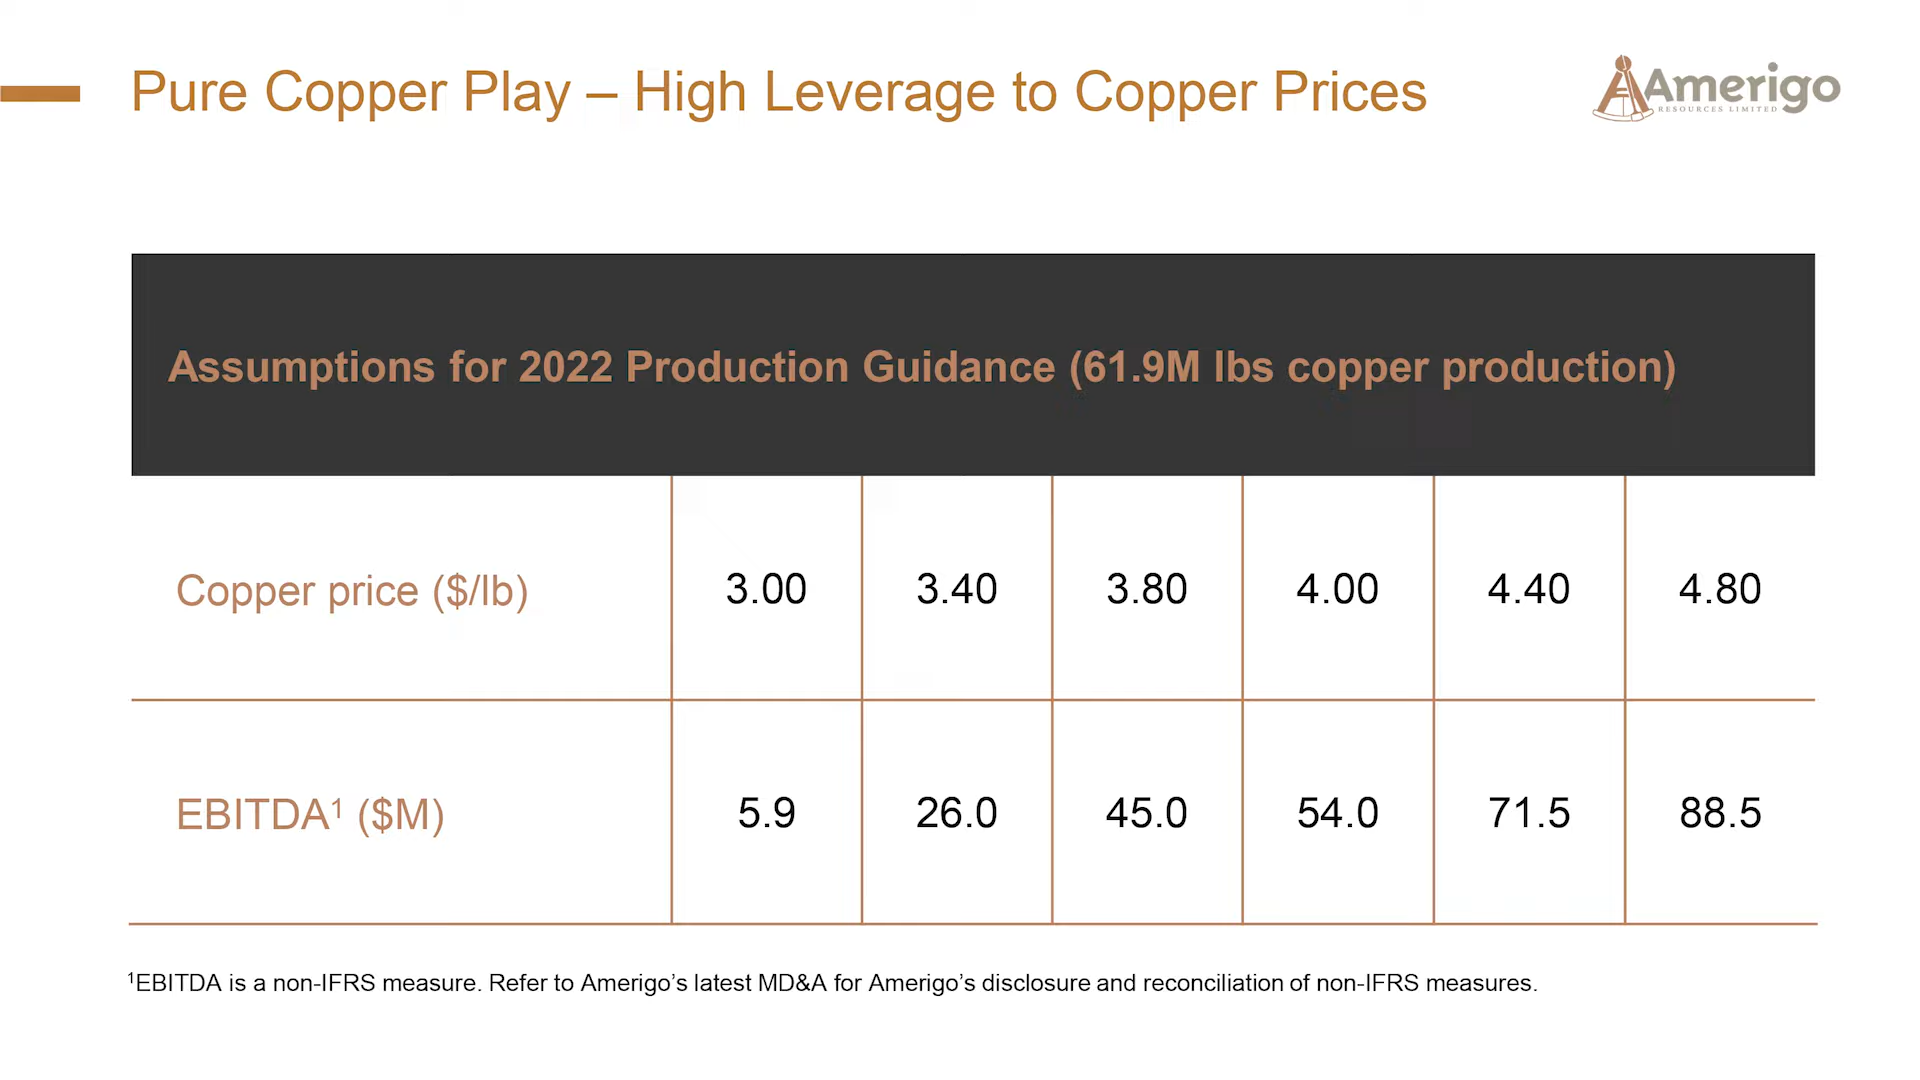 Pure Copper Play – High Leverage to Copper Prices
Amerigo
RESOURCES LIMITED
Assumptions for 2022 Production Guidance (61.9M lbs copper production)
Copper price ($/lb) 3.00 3.40 3.80 4.00 4.40 4.80
EBITDA¹ ($M) 5.9 26.0 45.0 54.0 71.5 88.5
¹EBITDA is a non-IFRS measure. Refer to Amerigo’s latest MD&A for Amerigo’s disclosure and reconciliation of non-IFRS measures.